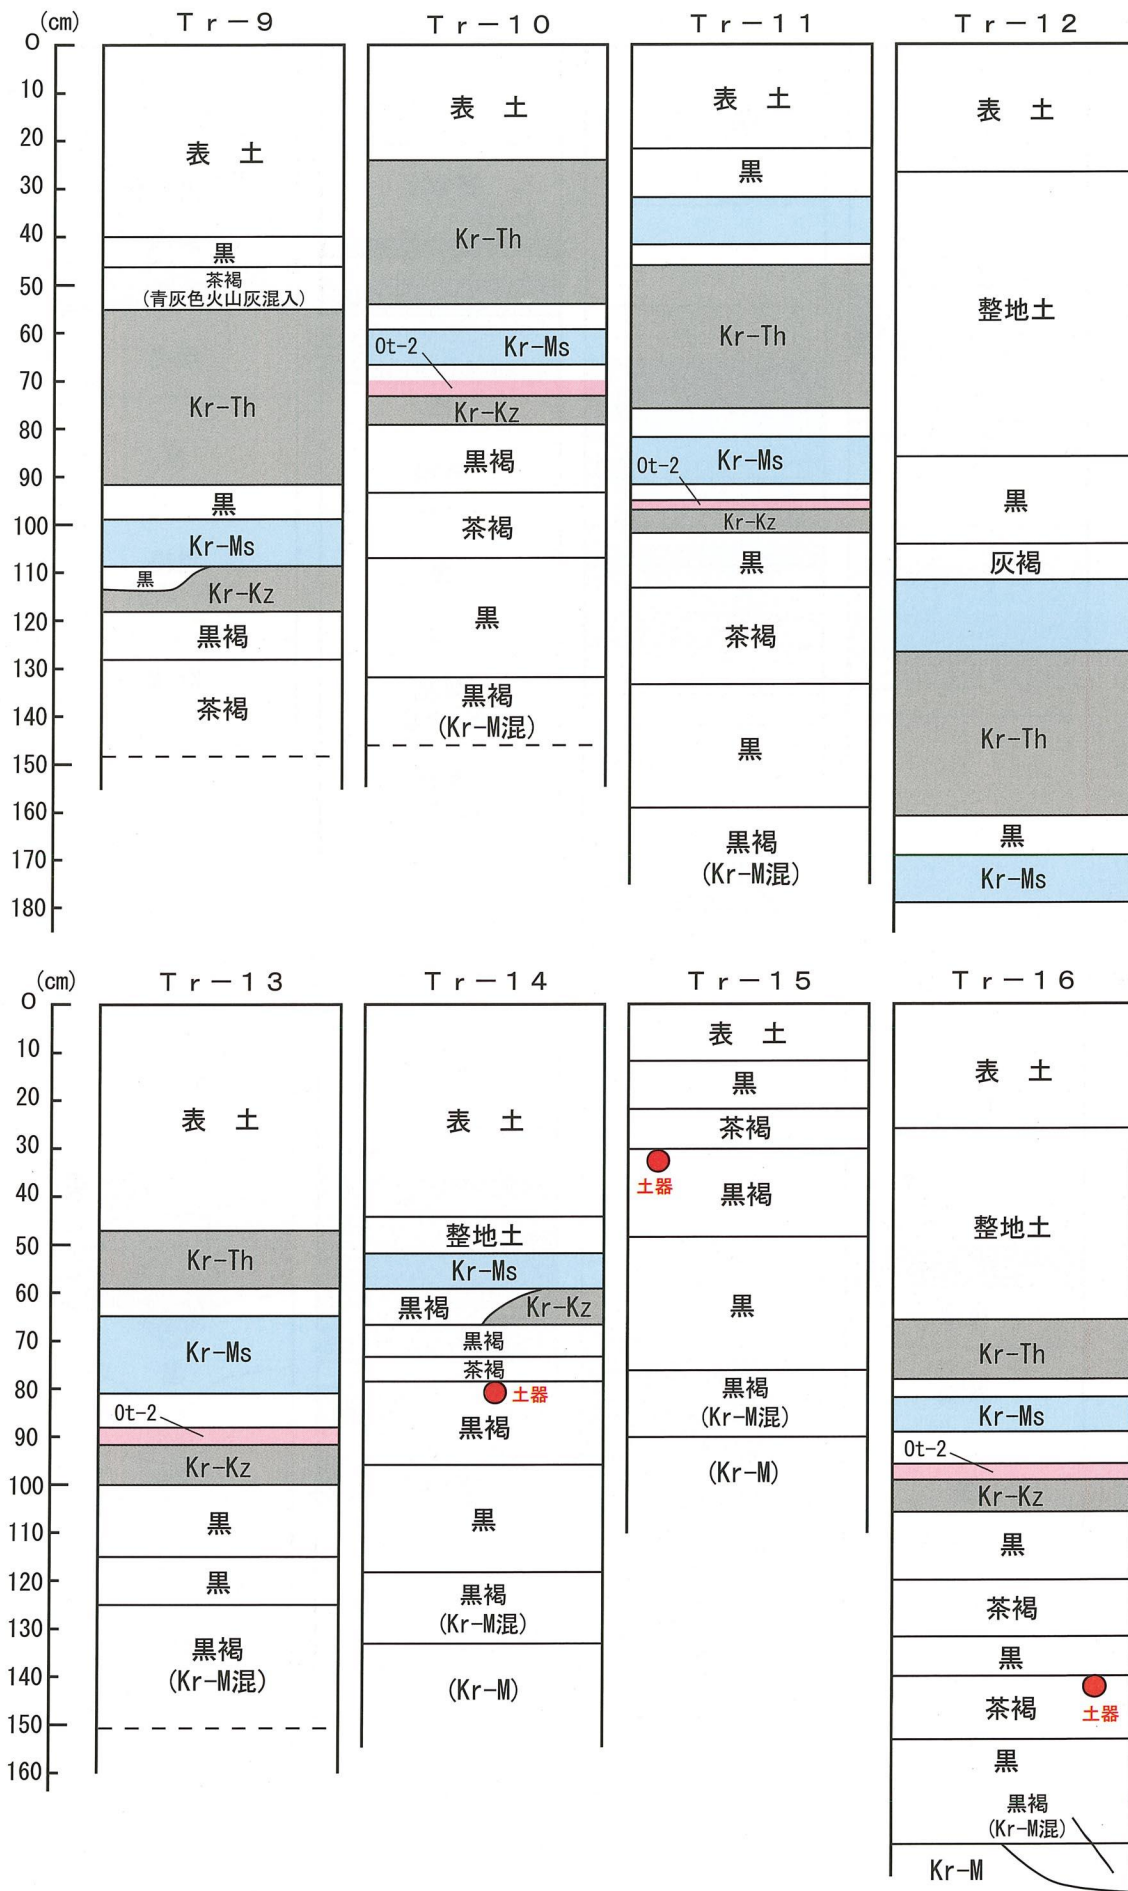 (cm)
Tr-9
Tr-10
Tr-11
Tr-12
0
10
20
30
40
50
60
70
80
90
100
110
120
130
140
150
160
170
180
表 土
黒
茶褐
(青灰色火山灰混入)
Kr-Th
黒
Kr-Ms
黒
Kr-Kz
黒褐
茶褐
表 土
Kr-Th
Ot-2
Kr-Ms
Kr-Kz
黒褐
茶褐
黒
黒褐
(Kr-M混)
表 土
黒
Kr-Th
Kr-Ms
Ot-2
Kr-Kz
黒
茶褐
黒
黒褐
(Kr-M混)
表 土
整地土
黒
灰褐
Kr-Th
黒
Kr-Ms
(cm)
Tr-13
Tr-14
Tr-15
Tr-16
0
10
20
30
40
50
60
70
80
90
100
110
120
130
140
150
160
表 土
Kr-Th
Kr-Ms
Ot-2
Kr-Kz
黒
黒
黒褐
(Kr-M混)
表 土
整地土
Kr-Ms
黒褐
Kr-Kz
黒褐
茶褐
土器
黒褐
黒
黒褐
(Kr-M混)
(Kr-M)
表 土
黒
茶褐
土器
黒褐
黒
黒褐
(Kr-M混)
(Kr-M)
表 土
整地土
Kr-Th
Kr-Ms
Ot-2
Kr-Kz
黒
茶褐
黒
茶褐
土器
黒
黒褐
(Kr-M混)
Kr-M